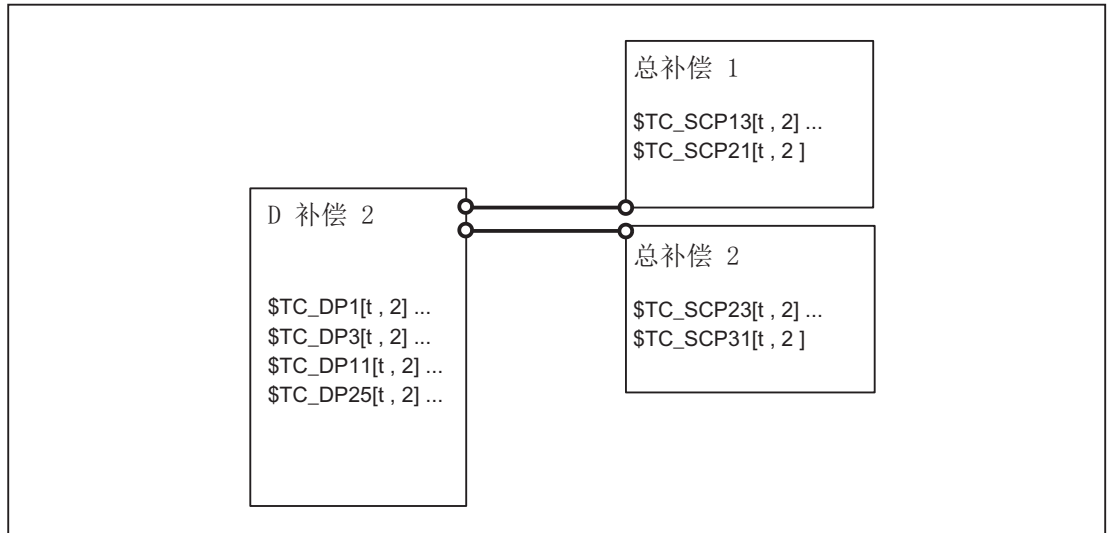 总补偿 1
$TC_SCP13[t , 2] ...
$TC_SCP21[t , 2 ]
D 补偿 2
$TC_DP1[t , 2] ...
$TC_DP3[t , 2] ...
$TC_DP11[t , 2] ...
$TC_DP25[t , 2] ...
总补偿 2
$TC_SCP23[t , 2] ...
$TC_SCP31[t , 2 ]